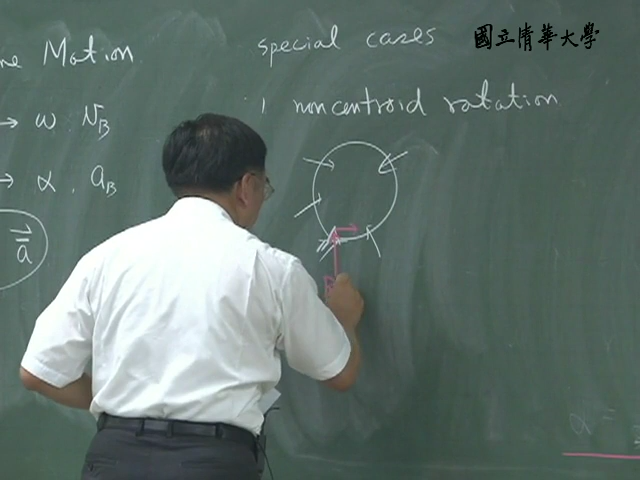 ne Motion
→ ω v_B
→ α, a_B
a⃗
special cases
國立清華大學
1 noncentroid rotation
α =